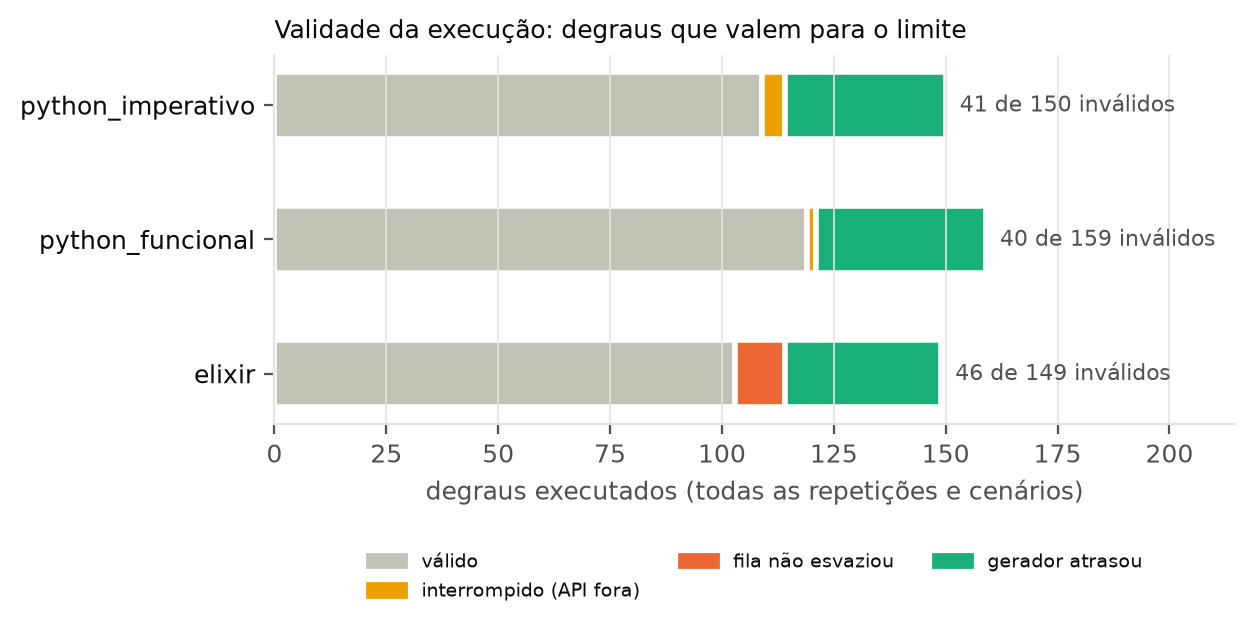 Validade da execução: degraus que valem para o limite
python_imperativo
41 de 150 inválidos
python_funcional
40 de 159 inválidos
elixir
46 de 149 inválidos
0 25 50 75 100 125 150 175 200
degraus executados (todas as repetições e cenários)
válido fila não esvaziou gerador atrasou
interrompido (API fora)